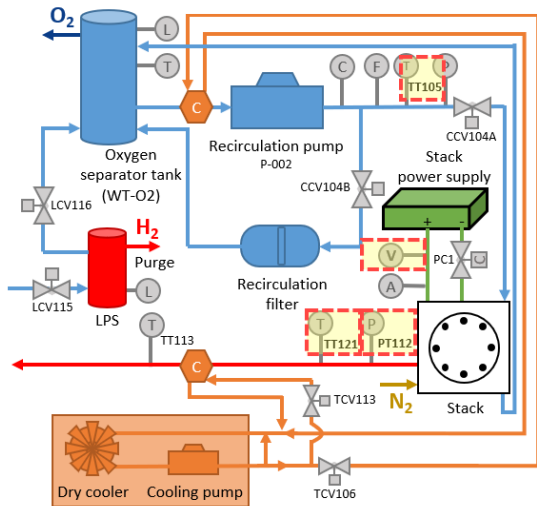 O₂
L
T
C
Oxygen
separator tank
(WT-O2)
Recirculation pump
P-002
C
F
T
P
TT105
CCV104A
Stack
power supply
+
-
CCV104B
LCV116
H₂
Purge
LCV115
L
LPS
Recirculation
filter
V
A
PC1
C
T
TT113
C
T
TT121
P
PT112
N₂
Stack
TCV113
Dry cooler
Cooling pump
TCV106